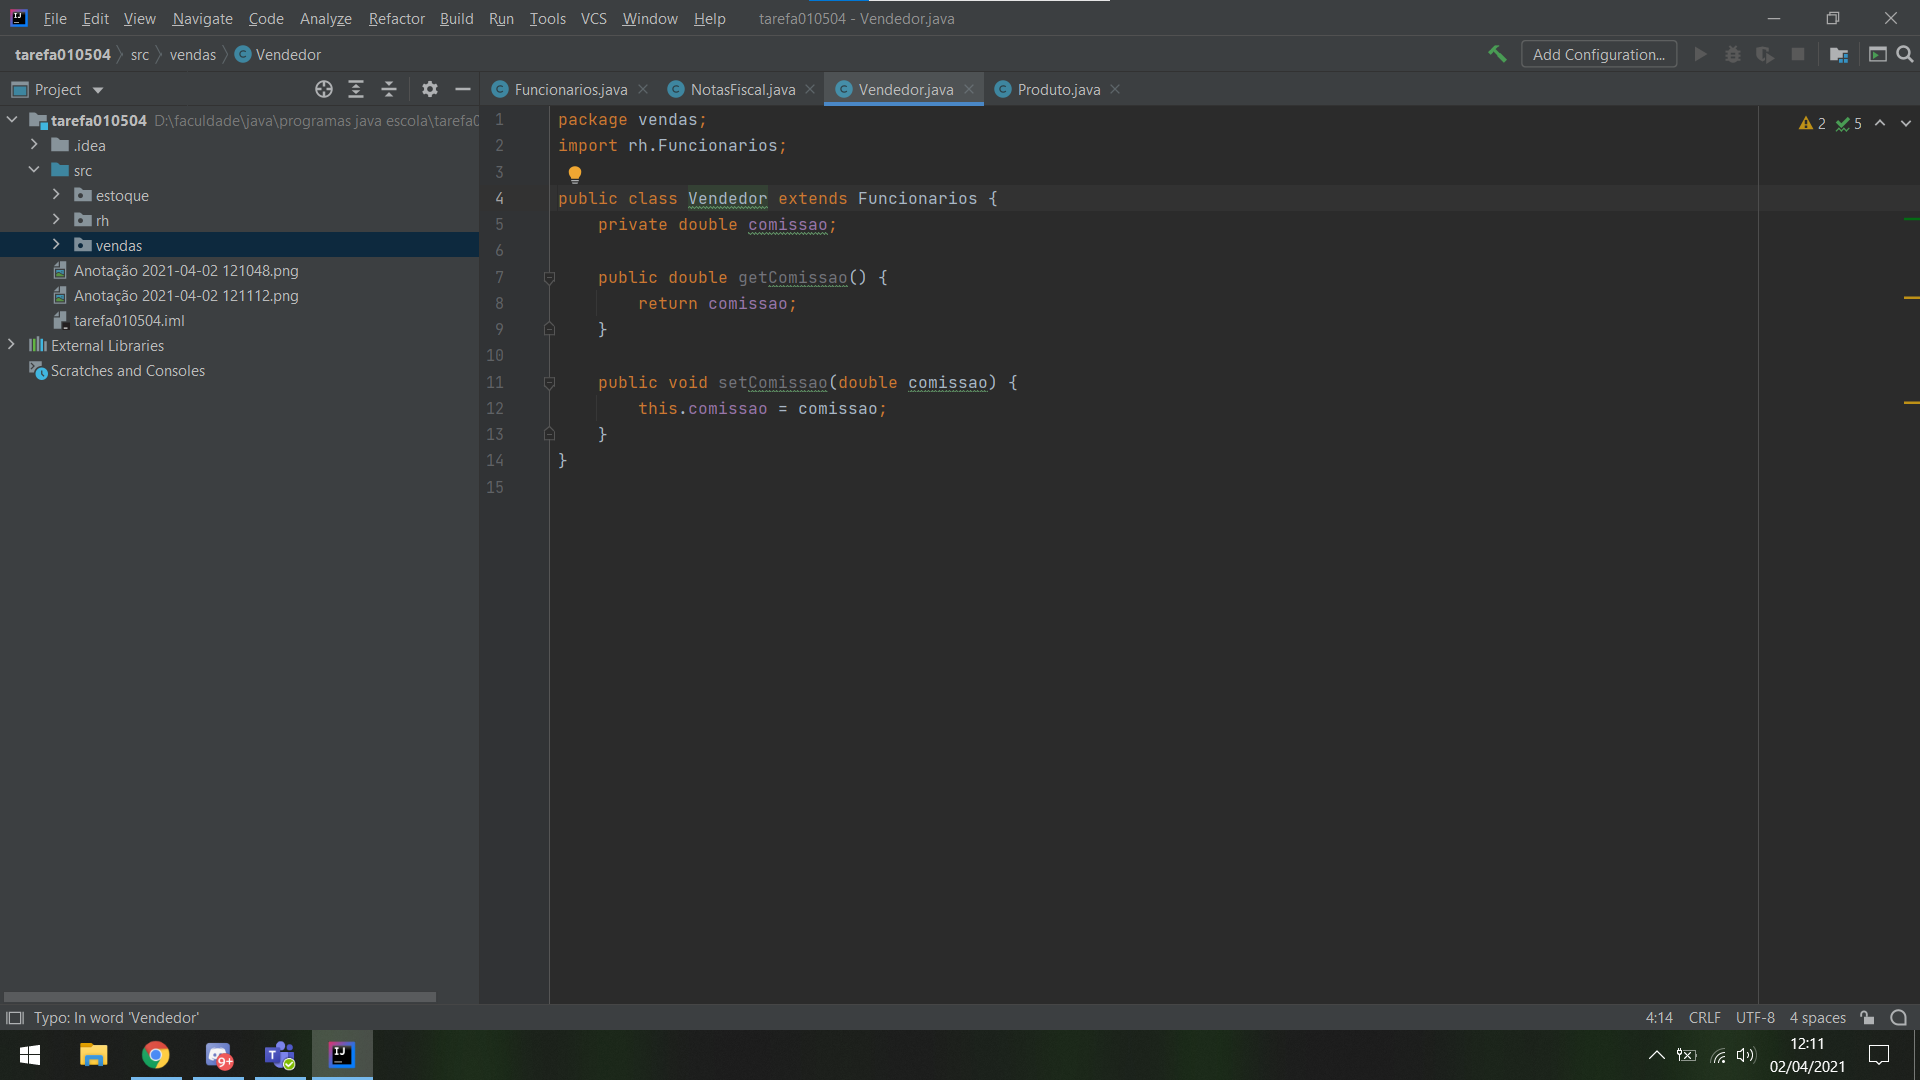 File Edit View Navigate Code Analyze Refactor Build Run Tools VCS Window Help tarefa010504 - Vendedor.java
tarefa010504 src vendas Vendedor Add Configuration...
Project
Funcionarios.java NotasFiscal.java Vendedor.java Produto.java
tarefa010504 D:\faculdade\java\programas java escola\tarefa0
.idea
src
estoque
rh
vendas
Anotação 2021-04-02 121048.png
Anotação 2021-04-02 121112.png
tarefa010504.iml
External Libraries
Scratches and Consoles
2 5
1 package vendas;
2 import rh.Funcionarios;
3
4 public class Vendedor extends Funcionarios {
5 private double comissao;
6
7 public double getComissao() {
8 return comissao;
9 }
10
11 public void setComissao(double comissao) {
12 this.comissao = comissao;
13 }
14 }
15
Typo: In word 'Vendedor' 4:14 CRLF UTF-8 4 spaces
9+
T
IJ
12:11
02/04/2021